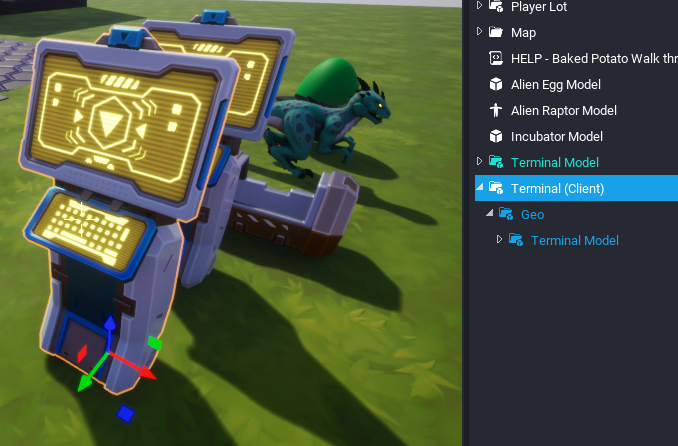 Player Lot
Map
HELP - Baked Potato Walk thr
Alien Egg Model
Alien Raptor Model
Incubator Model
Terminal Model
Terminal (Client)
Geo
Terminal Model